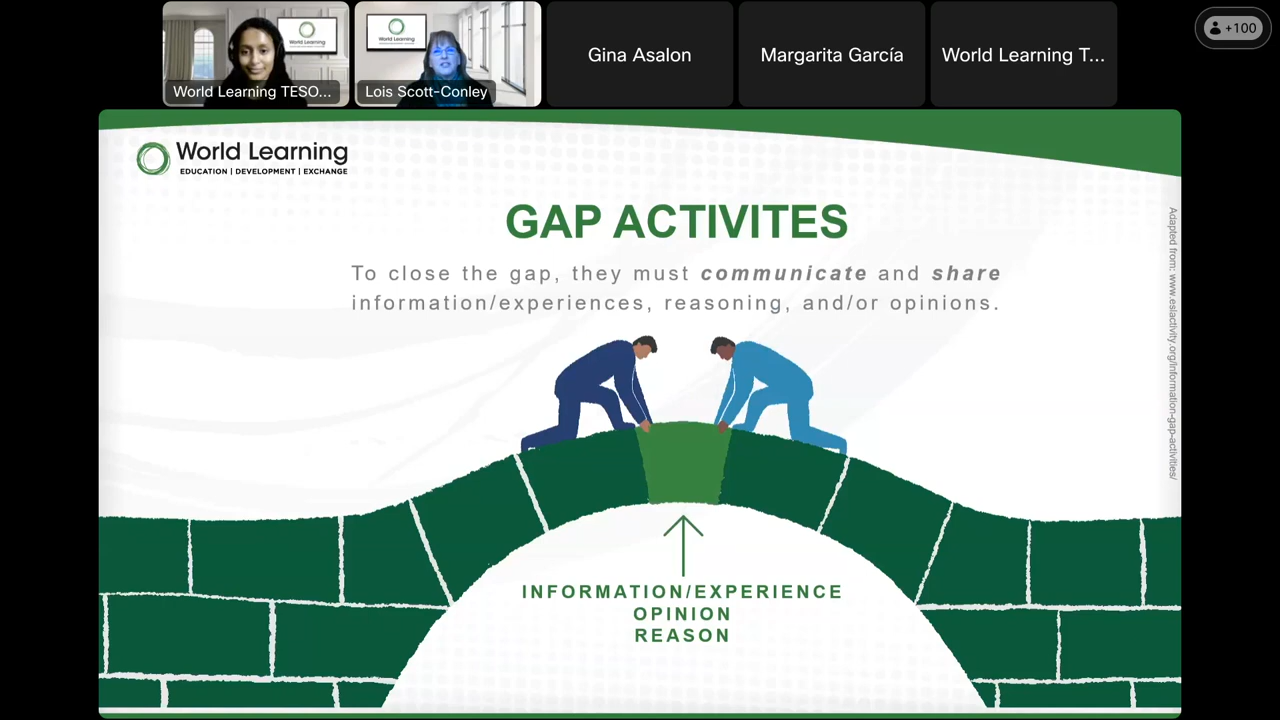 World Learning TESO...
Lois Scott-Conley
Gina Asalon
Margarita García
World Learning T...
+100
World Learning
EDUCATION | DEVELOPMENT | EXCHANGE
GAP ACTIVITES
To close the gap, they must communicate and share
information/experiences, reasoning, and/or opinions.
INFORMATION/EXPERIENCE
OPINION
REASON
Adapted from: www.eslactivity.org/information-gap-activities/